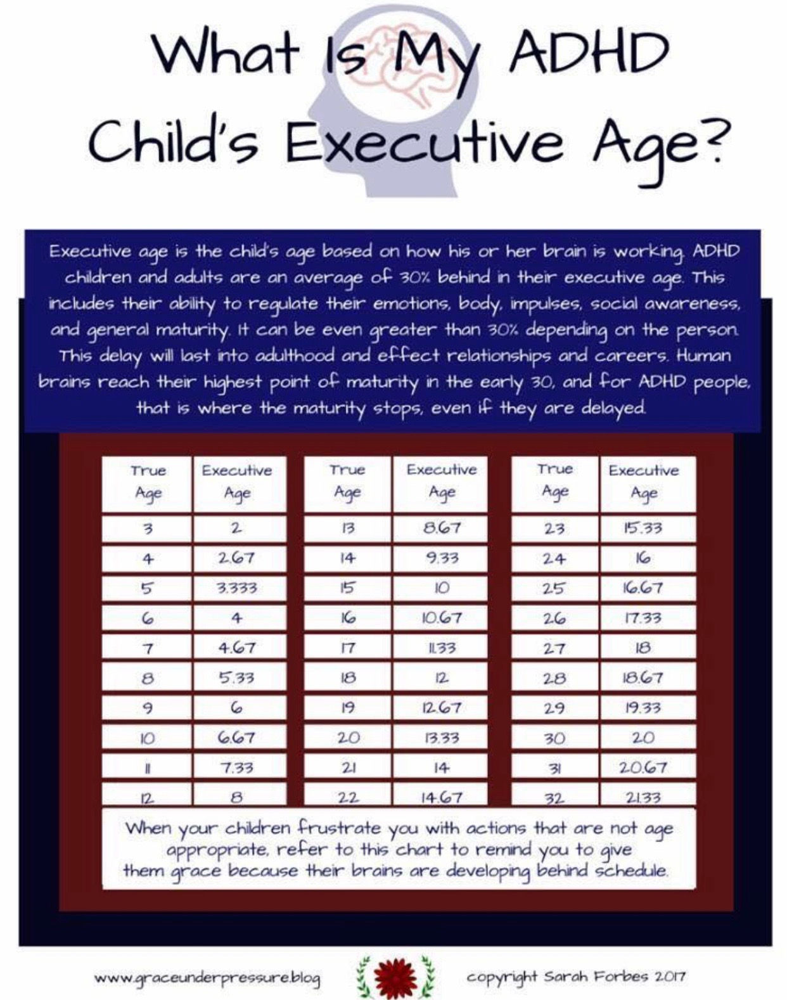 What Is My ADHD
Child's Executive Age?
Executive age is the child's age based on how his or her brain is working. ADHD
children and adults are an average of 30% behind in their executive age. This
includes their ability to regulate their emotions, body, impulses, social awareness,
and general maturity. It can be even greater than 30% depending on the person.
This delay will last into adulthood and effect relationships and careers. Human
brains reach their highest point of maturity in the early 30, and for ADHD people,
that is where the maturity stops, even if they are delayed.
True Age Executive Age True Age Executive Age True Age Executive Age
3 2 13 8.67 23 15.33
4 2.67 14 9.33 24 16
5 3.333 15 10 25 16.67
6 4 16 10.67 26 17.33
7 4.67 17 11.33 27 18
8 5.33 18 12 28 18.67
9 6 19 12.67 29 19.33
10 6.67 20 13.33 30 20
11 7.33 21 14 31 20.67
12 8 22 14.67 32 21.33
When your children frustrate you with actions that are not age
appropriate, refer to this chart to remind you to give
them grace because their brains are developing behind schedule.
www.graceunderpressure.blog copyright Sarah Forbes 2017